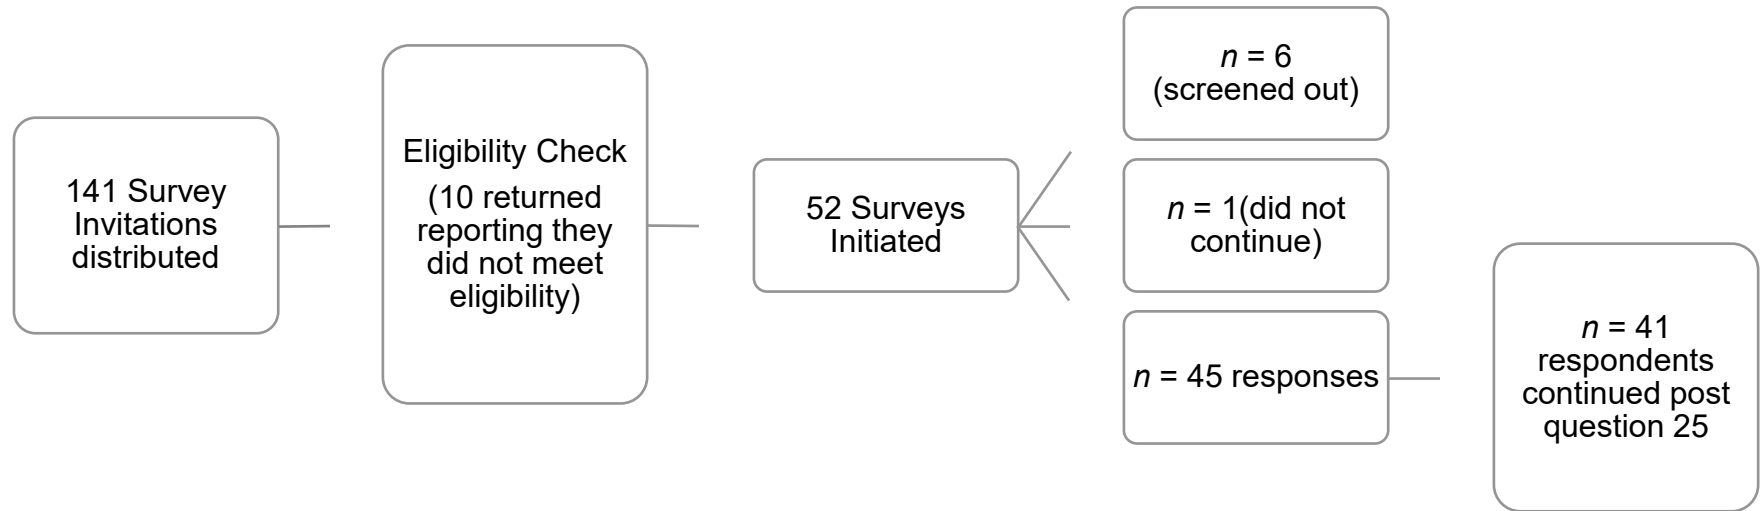 141 Survey
Invitations
distributed
Eligibility Check
(10 returned
reporting they
did not meet
eligibility)
52 Surveys
Initiated
n = 6
(screened out)
n = 1(did not
continue)
n = 45 responses
n = 41
respondents
continued post
question 25